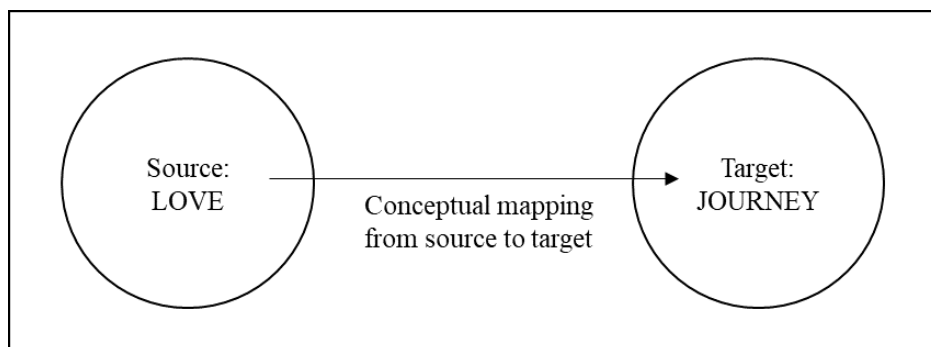 Source:
LOVE
Conceptual mapping
from source to target
Target:
JOURNEY